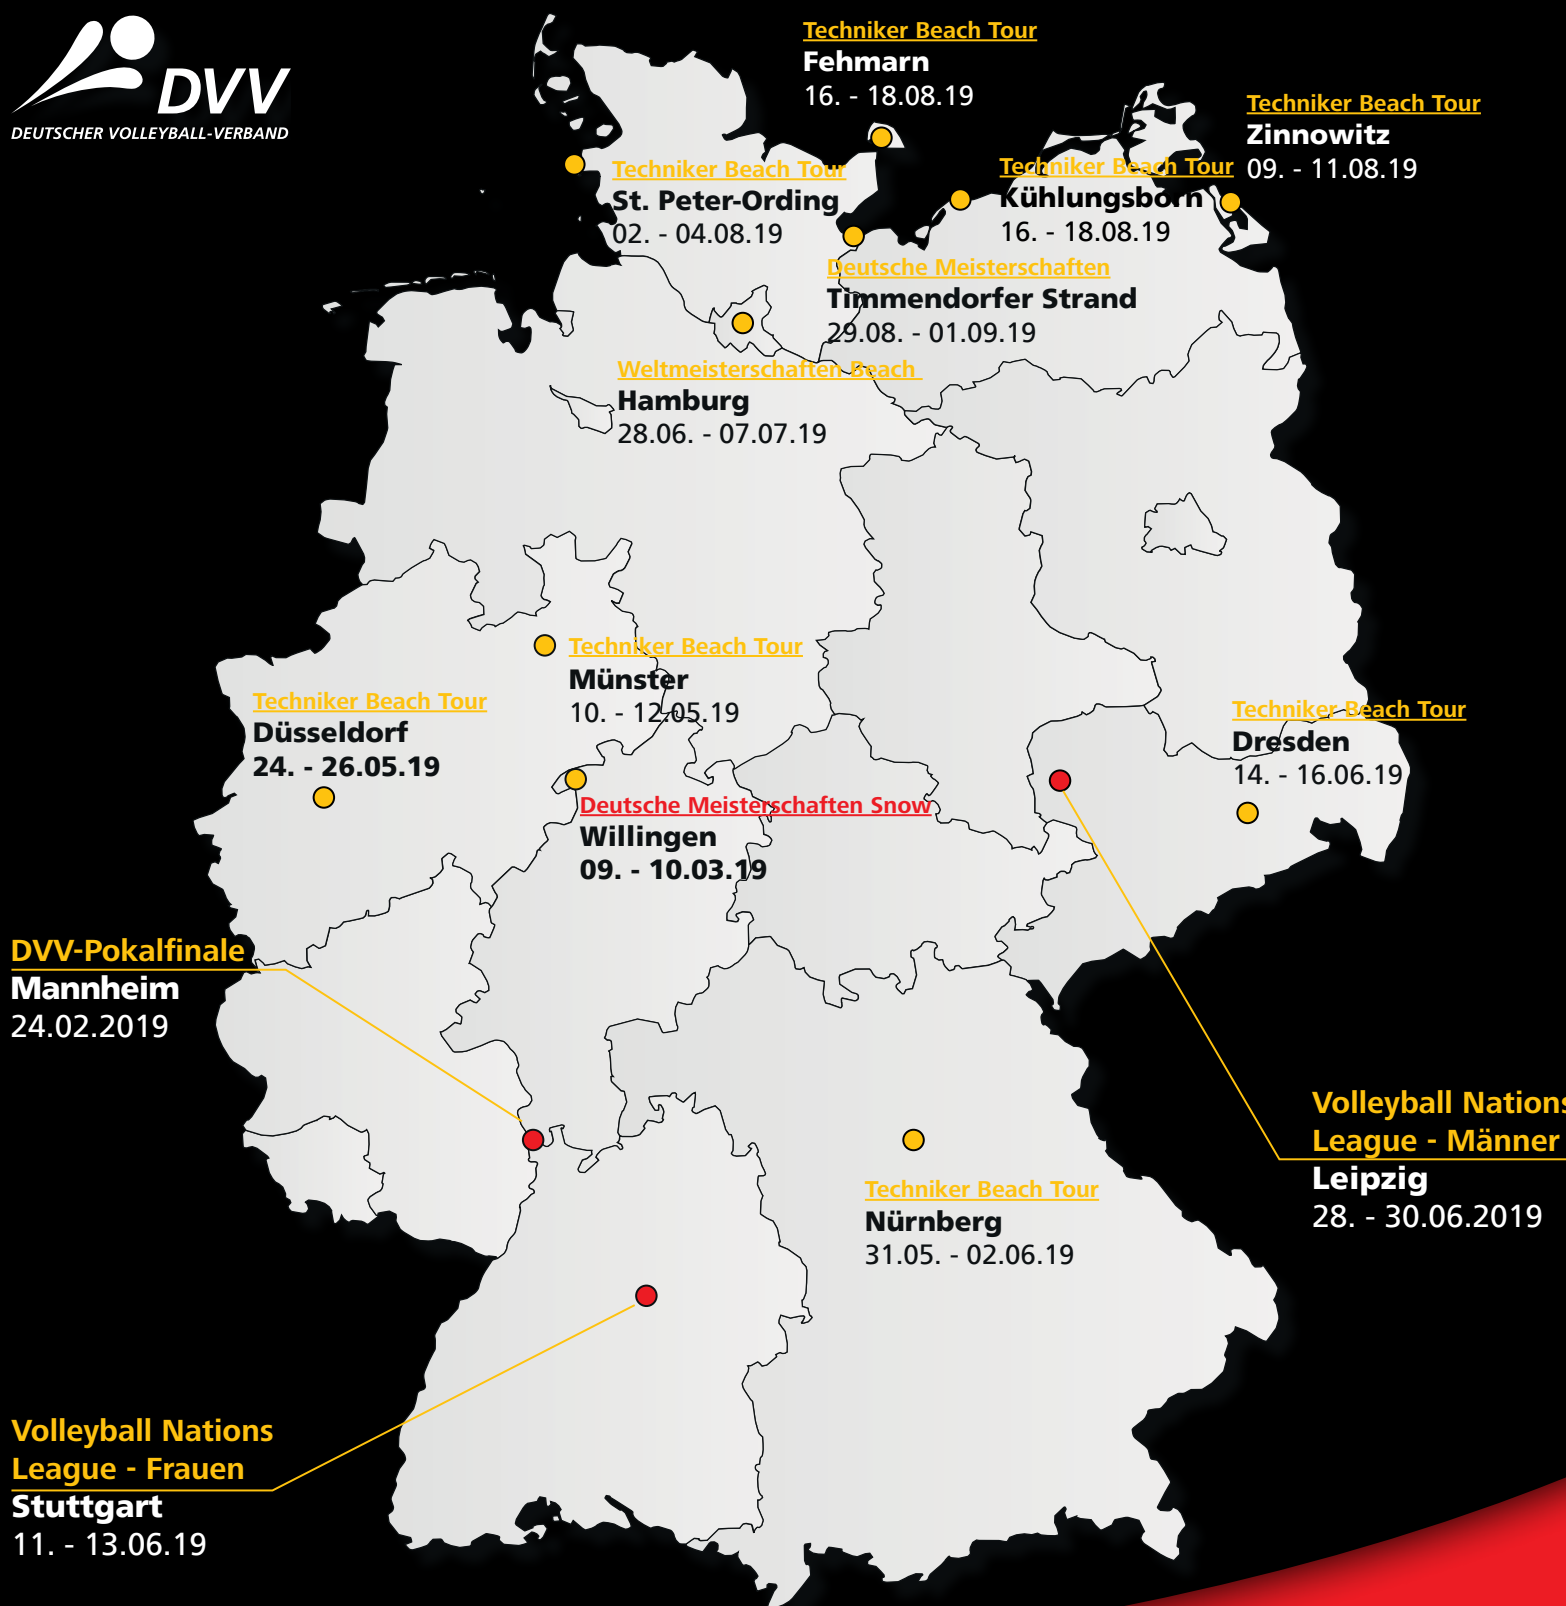 DVV
DEUTSCHER VOLLEYBALL-VERBAND
Techniker Beach Tour
Fehmarn
16. - 18.08.19
Techniker Beach Tour
Zinnowitz
09. - 11.08.19
Techniker Beach Tour
St. Peter-Ording
02. - 04.08.19
Techniker Beach Tour
Kühlungsborn
16. - 18.08.19
Deutsche Meisterschaften
Timmendorfer Strand
29.08. - 01.09.19
Weltmeisterschaften Beach
Hamburg
28.06. - 07.07.19
Techniker Beach Tour
Münster
10. - 12.05.19
Techniker Beach Tour
Düsseldorf
24. - 26.05.19
Techniker Beach Tour
Dresden
14. - 16.06.19
Deutsche Meisterschaften Snow
Willingen
09. - 10.03.19
DVV-Pokalfinale
Mannheim
24.02.2019
Volleyball Nations
League - Männer
Leipzig
28. - 30.06.2019
Techniker Beach Tour
Nürnberg
31.05. - 02.06.19
Volleyball Nations
League - Frauen
Stuttgart
11. - 13.06.19